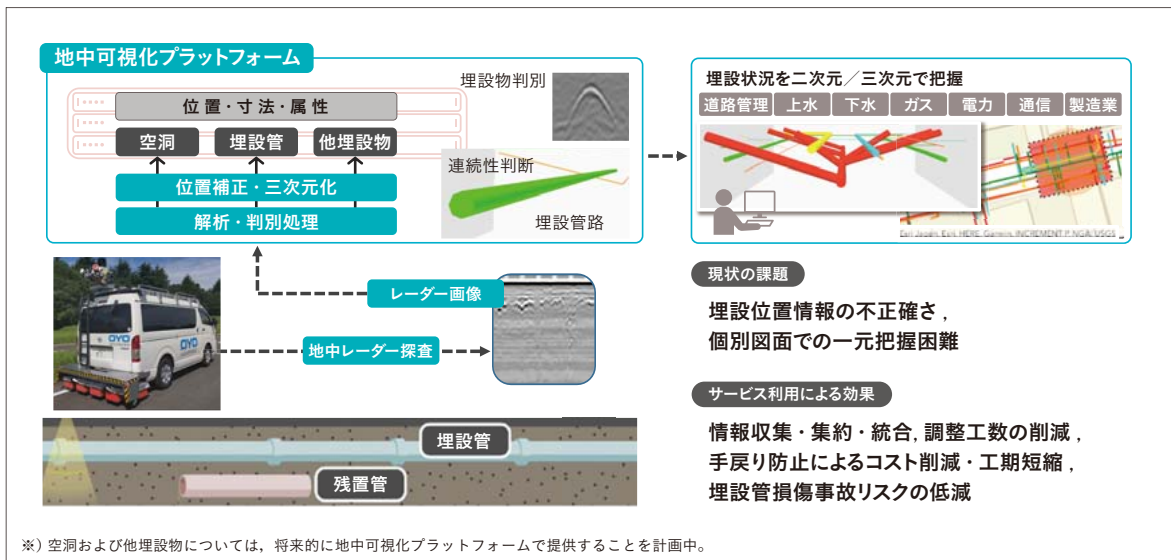 地中可視化プラットフォーム
埋設物判別
位置・寸法・属性
空洞 埋設管 他埋設物
連続性判断
位置補正・三次元化
解析・判別処理
埋設管路
埋設状況を二次元／三次元で把握
道路管理 上水 下水 ガス 電力 通信 製造業
Esri Japan, Esri, HERE, Garmin, INCREMENT P, NGA, USGS
レーダー画像
OYO
OYO
地中レーダー探査
埋設管
残置管
現状の課題
埋設位置情報の不正確さ,
個別図面での一元把握困難
サービス利用による効果
情報収集・集約・統合, 調整工数の削減,
手戻り防止によるコスト削減・工期短縮,
埋設管損傷事故リスクの低減
※）空洞および他埋設物については，将来的に地中可視化プラットフォームで提供することを計画中。